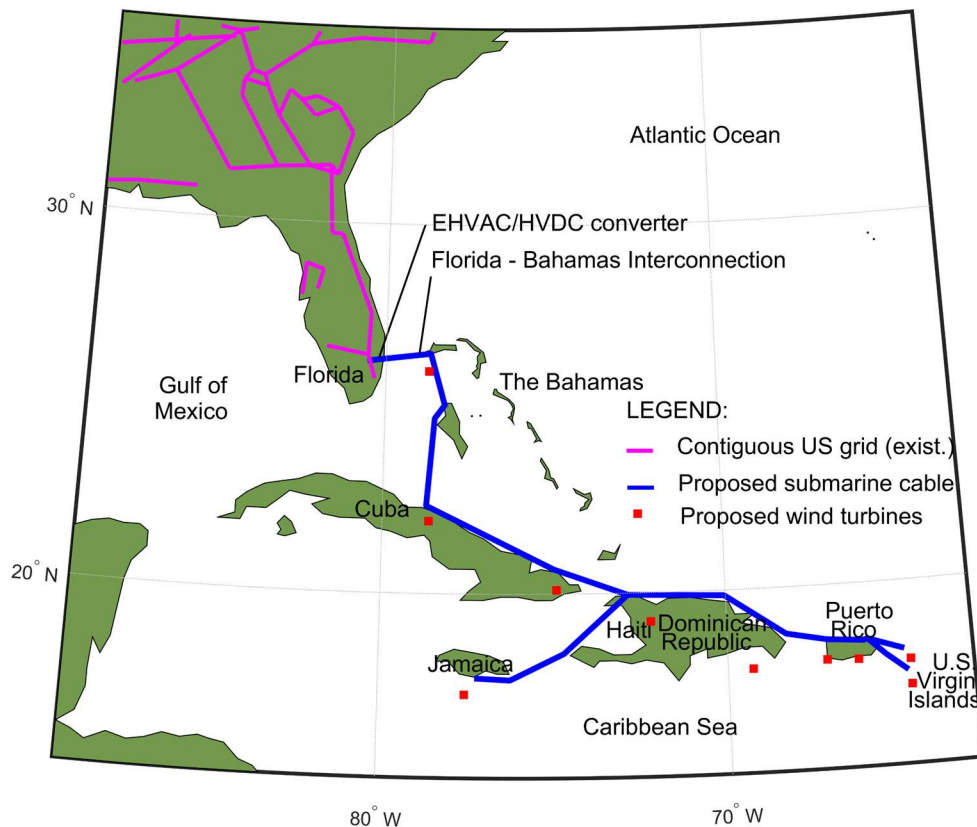 Atlantic Ocean
30° N
EHVAC/HVDC converter
Florida - Bahamas Interconnection
Florida
Gulf of
Mexico
The Bahamas
LEGEND:
Contiguous US grid (exist.)
Proposed submarine cable
Proposed wind turbines
Cuba
20° N
Haiti
Dominican
Republic
Puerto
Rico
Jamaica
U.S.
Virgin
Islands
Caribbean Sea
80° W
70° W